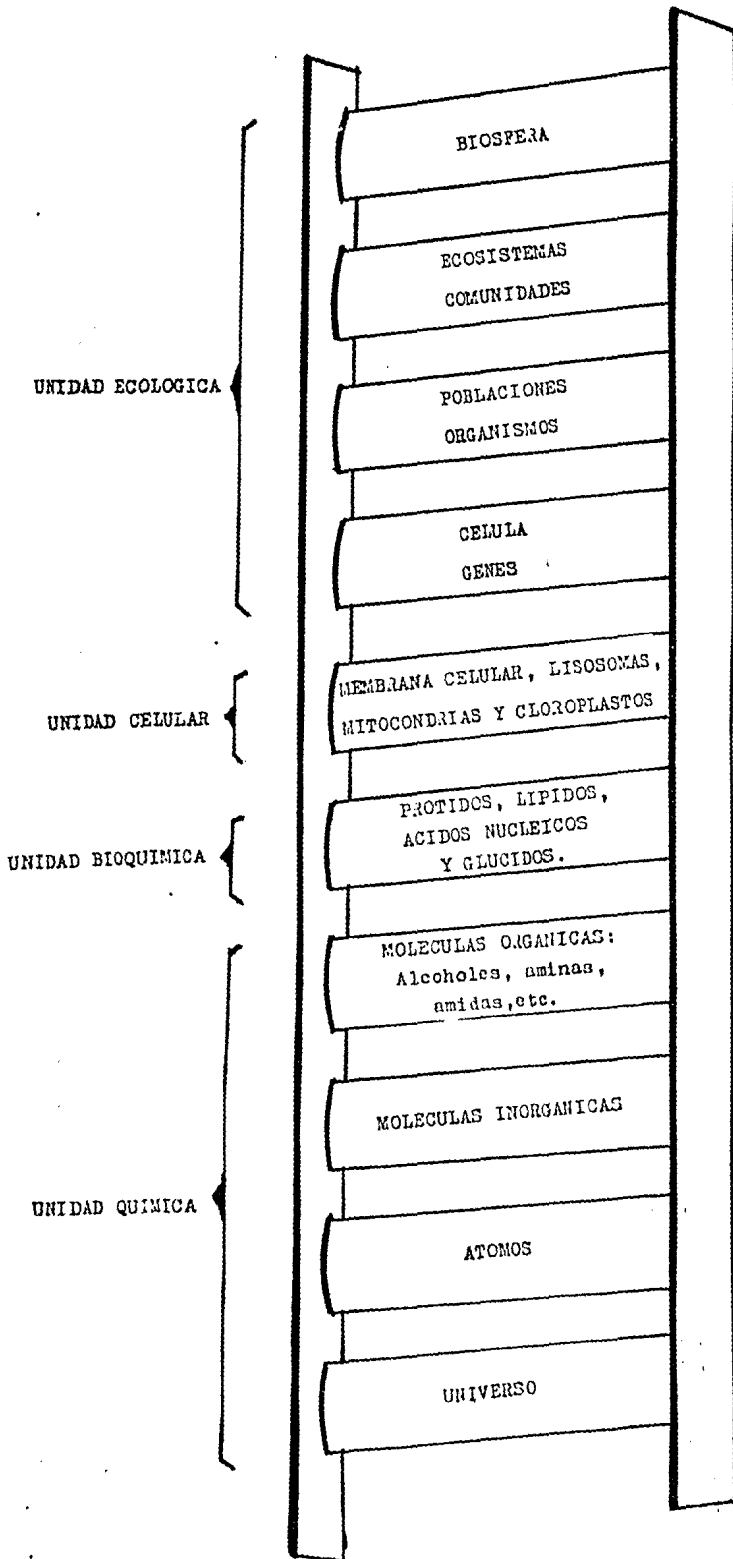 BIOSFERA
ECOSISTEMAS
COMUNIDADES
UNIDAD ECOLOGICA
POBLACIONES
ORGANISMOS
CELULA
GENES
MEMBRANA CELULAR, LISOSOMAS,
MITOCONDRIAS Y CLOROPLASTOS
UNIDAD CELULAR
PROTIDOS, LIPIDOS,
ACIDOS NUCLEICOS
Y GLUCIDOS.
UNIDAD BIOQUIMICA
MOLECULAS ORGANICAS:
Alcoholes, aminas,
amidas,etc.
MOLECULAS INORGANICAS
UNIDAD QUIMICA
ATOMOS
UNIVERSO